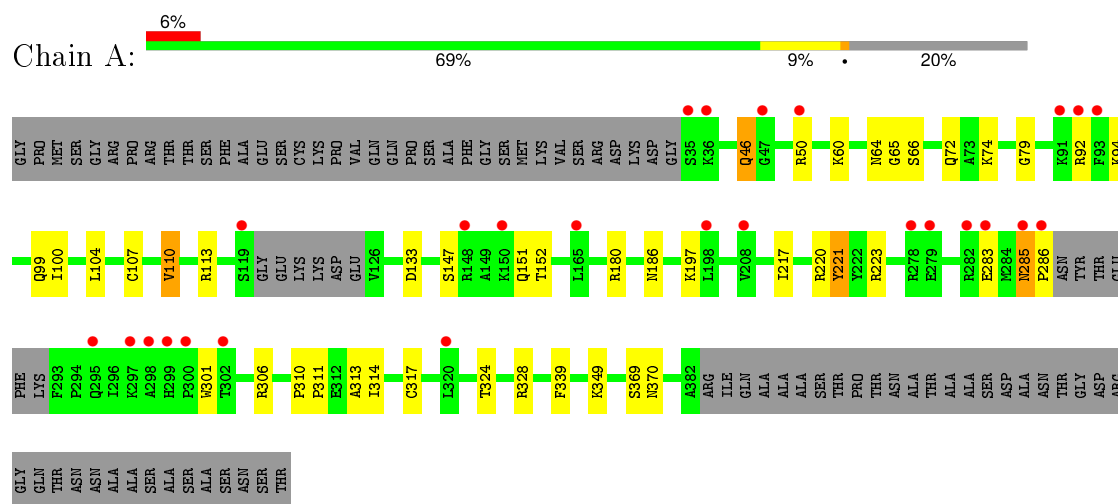 6%
Chain A:
69% 9% • 20%
GLY PRO MET SER GLY ARG PRO ARG THR THR SER PHE ALA GLU SER CYS LYS PRO VAL GLN GLN PRO SER ALA PHE GLY SER MET LYS VAL SER ARG ASP LYS ASP GLY S35 K36 Q46 G47 R50 K60 N64 G65 S66 Q72 A73 K74 G79 K91 R92 F93 K94
Q99 I100 L104 C107 V110 R113 S119 GLY GLU LYS LYS ASP GLU V126 D133 S147 R148 A149 K150 Q151 T152 L165 R180 N186 K197 L198 V208 I217 R220 Y221 Y222 R223 R278 E279 R282 E283 M284 N285 P286 ASN TYR THR GLU
PHE LYS F293 P294 Q295 I296 K297 A298 H299 P300 W301 T302 R306 P310 P311 E312 A313 I314 C317 L320 T324 R328 F339 K349 S369 N370 A382 ARG ILE GLN ALA ALA ALA SER THR PRO THR ASN ALA THR ALA ALA SER ASP ALA ASN THR GLY ASP ARG
GLY GLN THR ASN ASN ALA ALA SER ALA SER ALA SER ASN SER THR